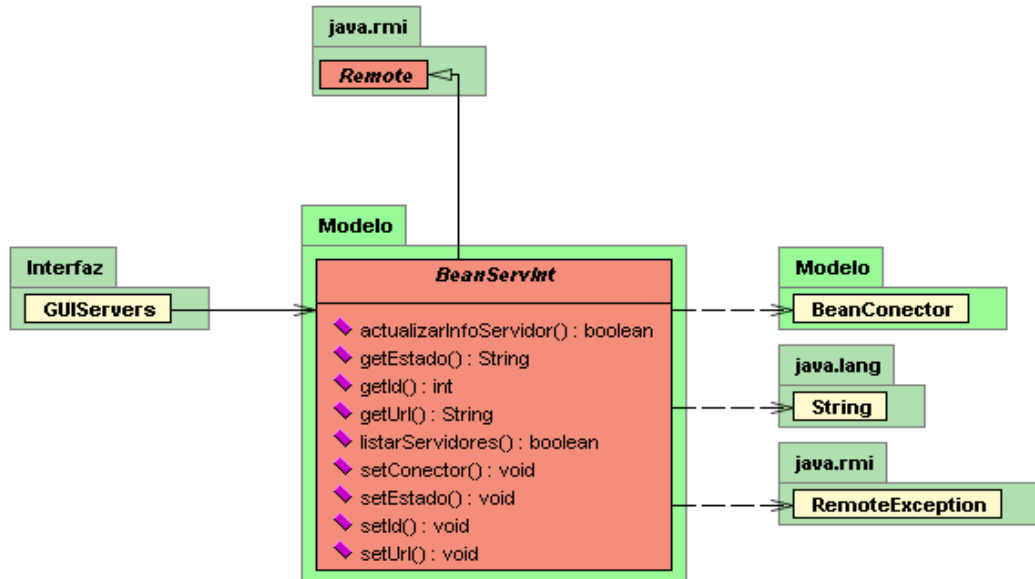 java.rmi
Remote
Modelo
Interfaz
GUIServers
BeanServInt
actualizarInfoServidor() : boolean
getEstado() : String
getId() : int
getUrl() : String
listarServidores() : boolean
setConector() : void
setEstado() : void
setId() : void
setUrl() : void
Modelo
BeanConector
java.lang
String
java.rmi
RemoteException